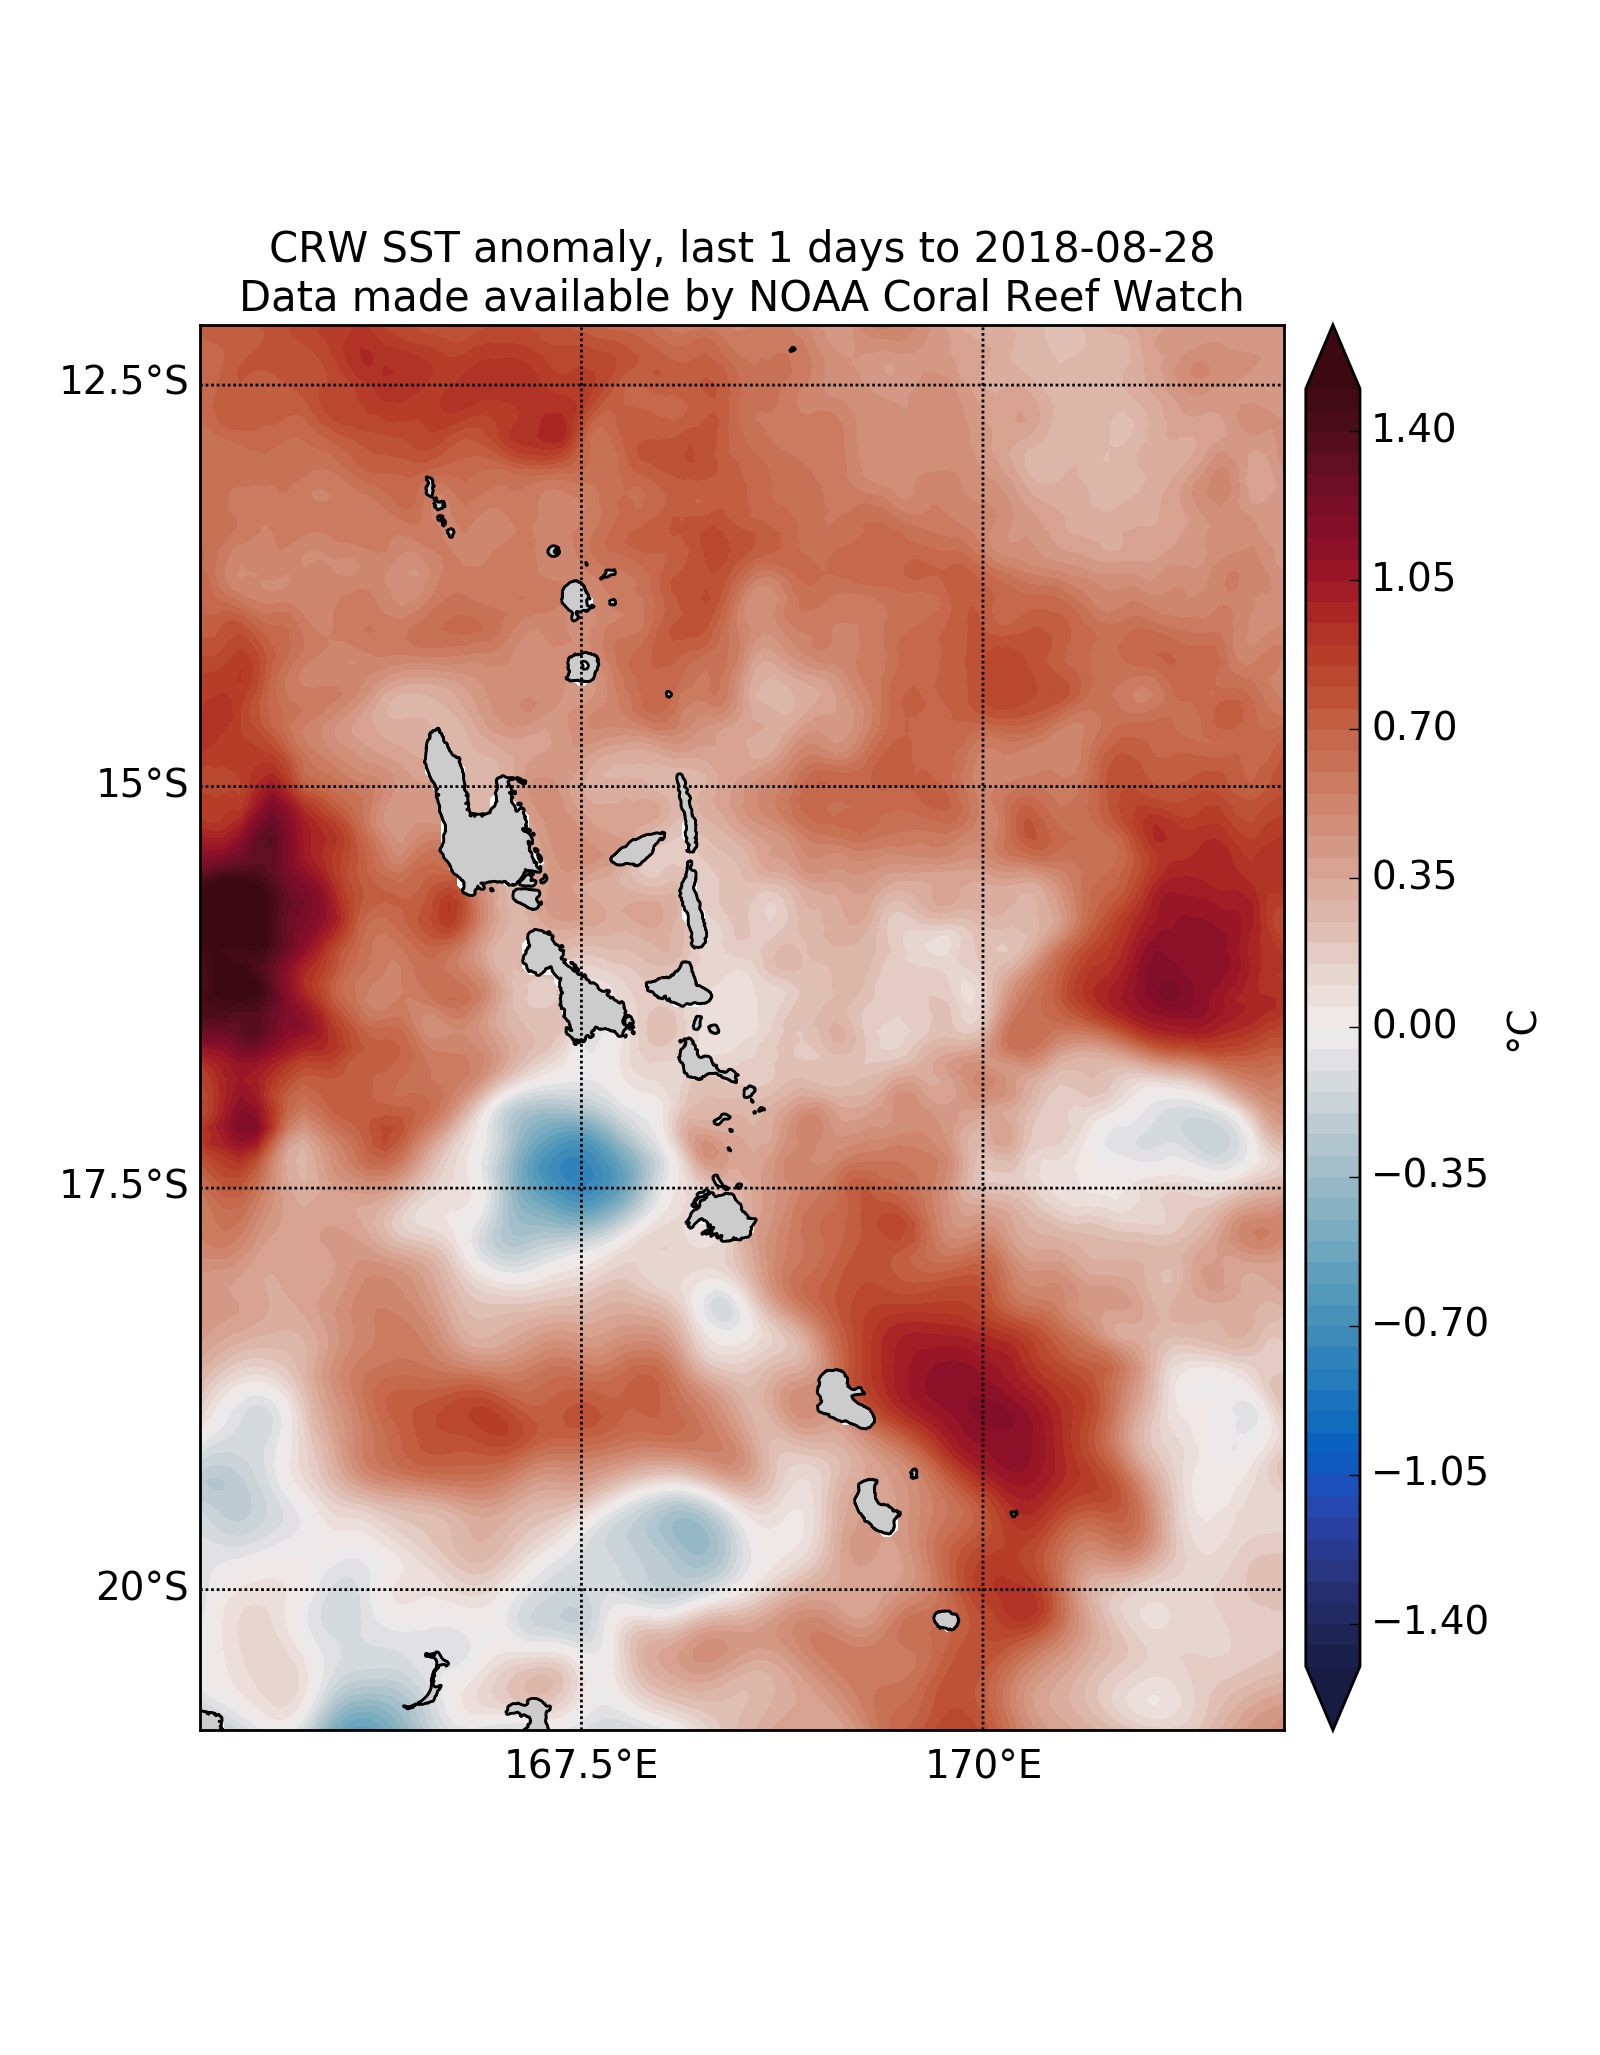 CRW SST anomaly, last 1 days to 2018-08-28
Data made available by NOAA Coral Reef Watch
12.5°S
15°S
17.5°S
20°S
167.5°E
170°E
1.40
1.05
0.70
0.35
0.00
−0.35
−0.70
−1.05
−1.40
°C